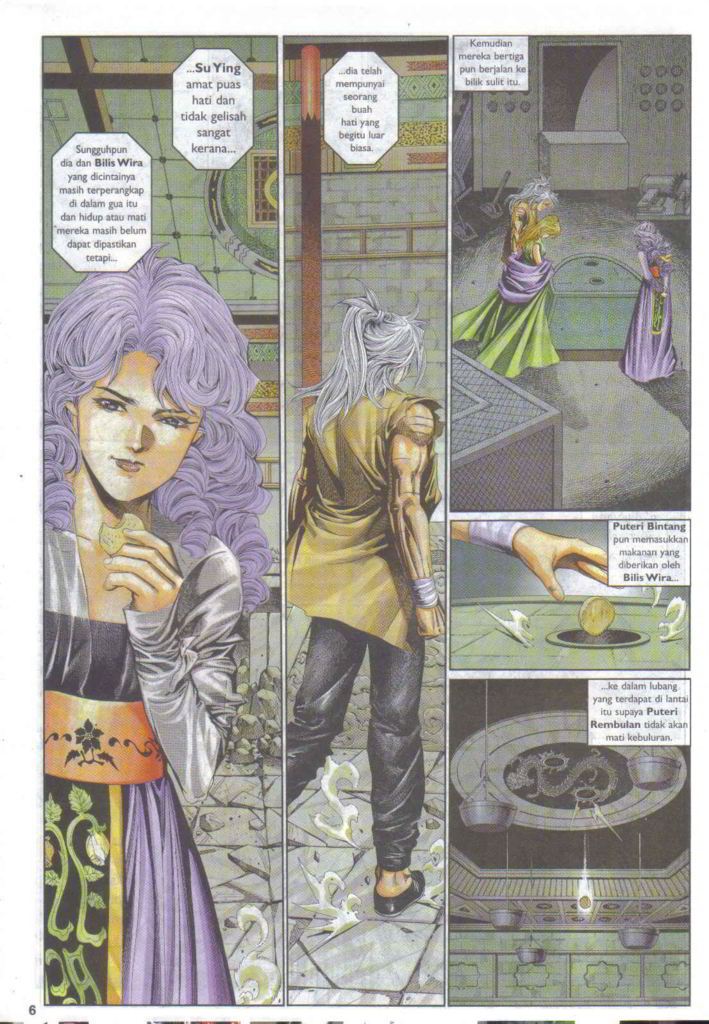 Sungguhpun
dia dan Bilis Wira
yang dicintainya
masih terperangkap
di dalam gua itu
dan hidup atau mati
mereka masih belum
dapat dipastikan
tetapi...
...Su Ying
amat puas
hati dan
tidak gelisah
sangat
kerana...
...dia telah
mempunyai
seorang
buah
hati yang
begitu luar
biasa.
Kemudian
mereka bertiga
pun berjalan ke
bilik sulit itu.
Puteri Bintang
pun memasukkan
makanan yang
diberikan oleh
Bilis Wira...
...ke dalam lubang
yang terdapat di lantai
itu supaya Puteri
Rembulan tidak akan
mati kebuluran.
6